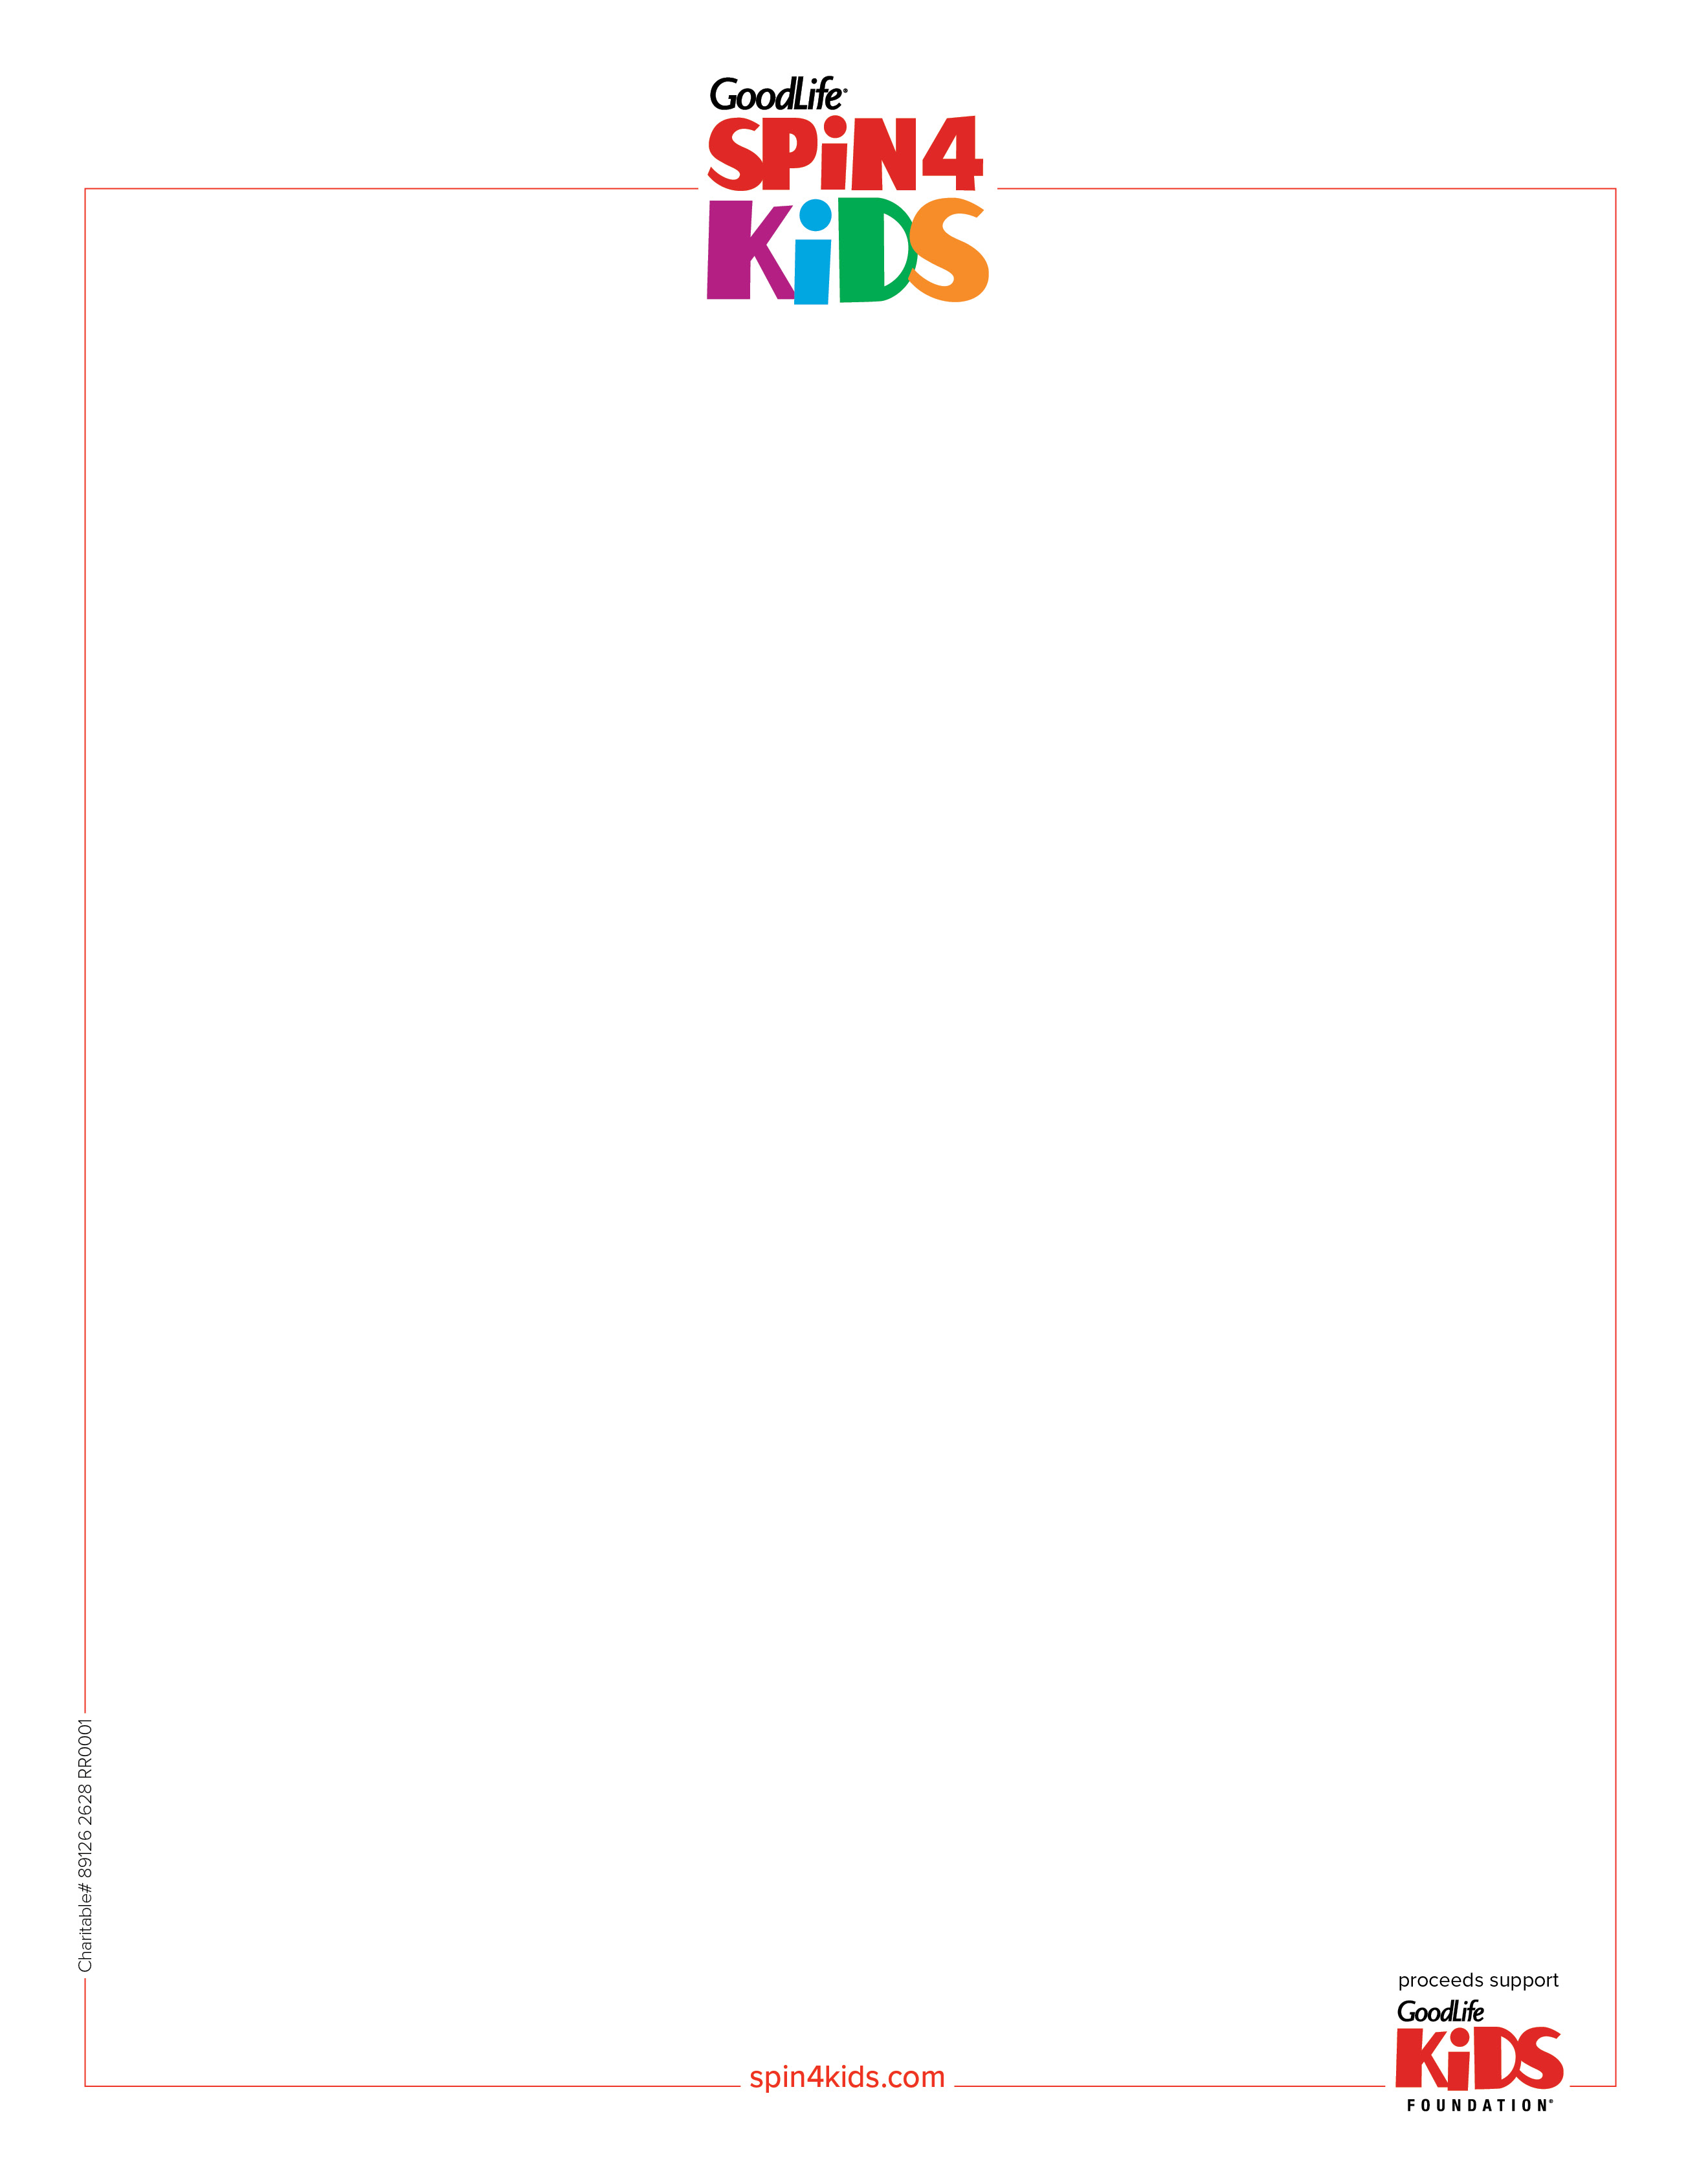 GoodLife®
SPiN4
KiDS
Charitable# 89126 2628 RR0001
proceeds support
GoodLife
KiDS
FOUNDATION®
spin4kids.com